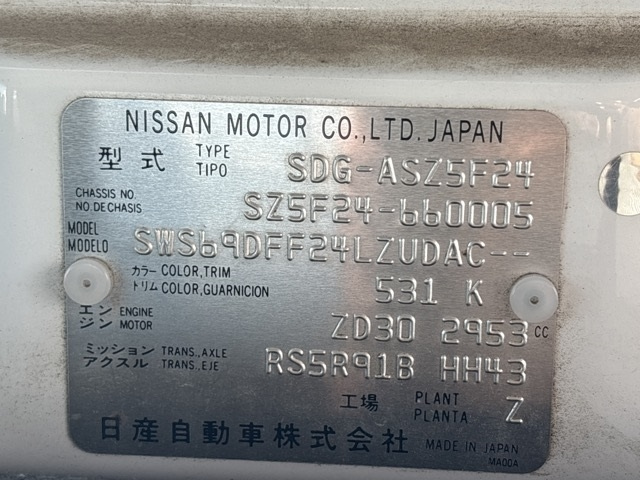 NISSAN MOTOR CO.,LTD. JAPAN
型式 TYPE TIPO SDG-ASZ5F24
CHASSIS NO. NO.DE CHASIS SZ5F24-660005
MODEL MODELO SWS69DFF24LZUDAC--
カラー COLOR,TRIM トリム COLOR,GUARNICION 531 K
エンジン ENGINE MOTOR ZD30 2953 CC
ミッション TRANS.,AXLE アクスル TRANS.,EJE RS5R91B HH43
工場 PLANT PLANTA Z
日産自動車株式会社 MADE IN JAPAN
MA00A